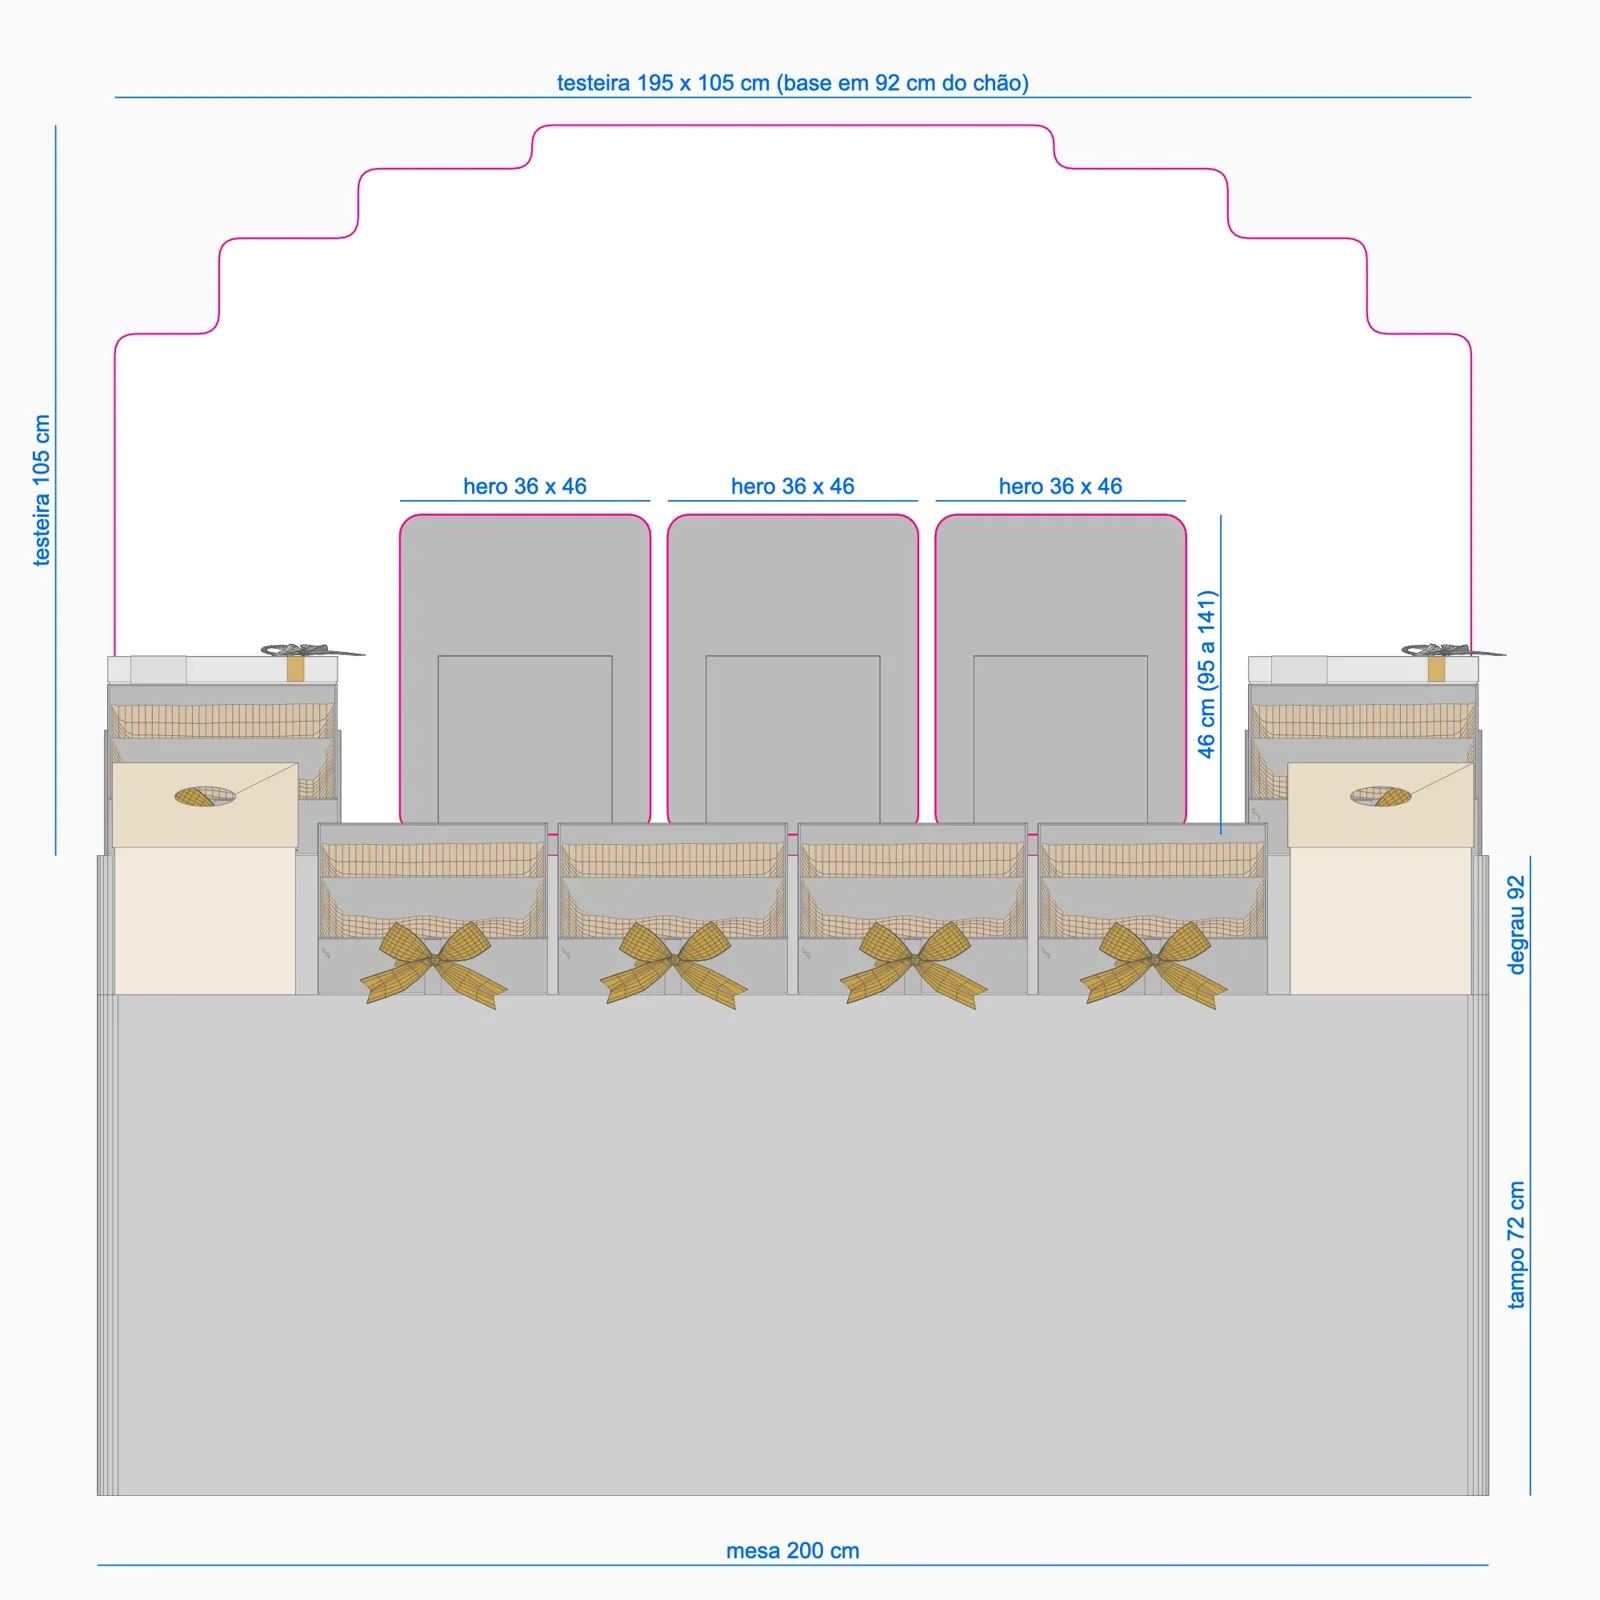 testeira 195 x 105 cm (base em 92 cm do chão)
testeira 105 cm
hero 36 x 46
hero 36 x 46
hero 36 x 46
46 cm (95 a 141)
degrau 92
tampo 72 cm
mesa 200 cm